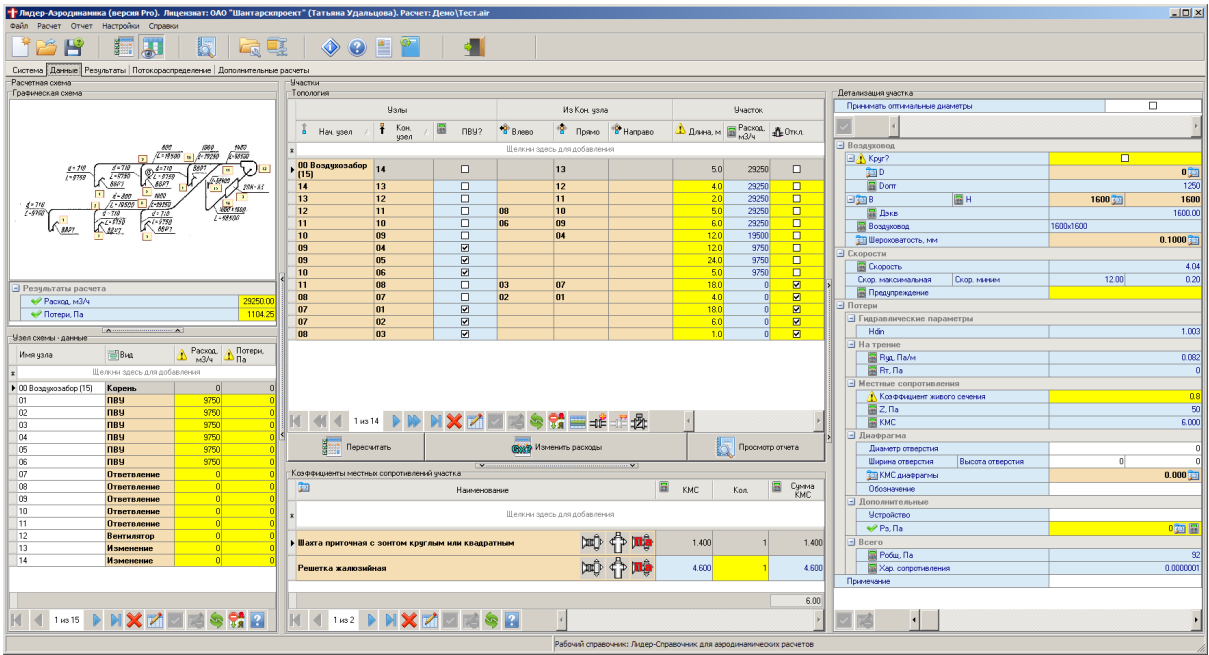 Лидер-Аэродинамика (версия Pro). Лицензиат: ОАО "Шантарскпроект" (Татьяна Удальцова). Расчет: Демо\Тест.air
Файл Расчет Отчет Настройки Справки
Система Данные Результаты Потокораспределение Дополнительные расчеты
Расчетная схема
Графическая схема
Результаты расчета
Расход, м3/ч 29250.00
Потери, Па 1104.25
Узел схемы - данные
Имя узла Вид Расход, м3/ч Потери, Па
Щелкни здесь для добавления
00 Воздухозабор (15) Корень 0 0
01 ПВУ 9750 0
02 ПВУ 9750 0
03 ПВУ 9750 0
04 ПВУ 9750 0
05 ПВУ 9750 0
06 ПВУ 9750 0
07 Ответвление 0 0
08 Ответвление 0 0
09 Ответвление 0 0
10 Ответвление 0 0
11 Ответвление 0 0
12 Вентилятор 0 0
13 Изменение 0 0
14 Изменение 0 0
1 из 15
Участки
Топология
Узлы Из Кон. узла Участок
Нач. узел Кон. узел ПВУ? Влево Прямо Направо Длина, м Расход, м3/ч Откл.
Щелкни здесь для добавления
00 Воздухозабор (15) 14 13 5.0 29250
14 13 12 4.0 29250
13 12 11 2.0 29250
12 11 08 10 5.0 29250
11 10 06 09 6.0 29250
10 09 04 12.0 19500
09 04 12.0 9750
09 05 24.0 9750
10 06 5.0 9750
11 08 03 07 18.0 0
08 07 02 01 4.0 0
07 01 18.0 0
07 02 6.0 0
08 03 1.0 0
1 из 14
Пересчитать Изменить расходы Просмотр отчета
Коэффициенты местных сопротивлений участка
Наименование КМС Кол. Сумма КМС
Щелкни здесь для добавления
Шахта приточная с зонтом круглым или квадратным 1.400 1 1.400
Решетка жалюзийная 4.600 1 4.600
6.00
1 из 2
Детализация участка
Принимать оптимальные диаметры
Воздуховод
Круг?
D 0
Dопт 1250
B H 1600 1600
Dэкв 1600.00
Воздуховод 1600x1600
Шероховатость, мм 0.1000
Скорости
Скорость 4.04
Скор. максимальная Скор. миним 12.00 0.20
Предупреждение
Потери
Гидравлические параметры
Hdin 1.003
На трение
Rуд, Па/м 0.082
Rт, Па 0
Местные сопротивления
Коэффициент живого сечения 0.8
Z, Па 50
КМС 6.000
Диафрагма
Диаметр отверстия 0
Ширина отверстия Высота отверстия 0 0
КМС диафрагмы 0.000
Обозначение
Дополнительные
Устройство
Pэ, Па 0
Всего
Pобщ, Па 92
Хар. сопротивления 0.0000001
Примечание
Рабочий справочник: Лидер-Справочник для аэродинамических расчетов